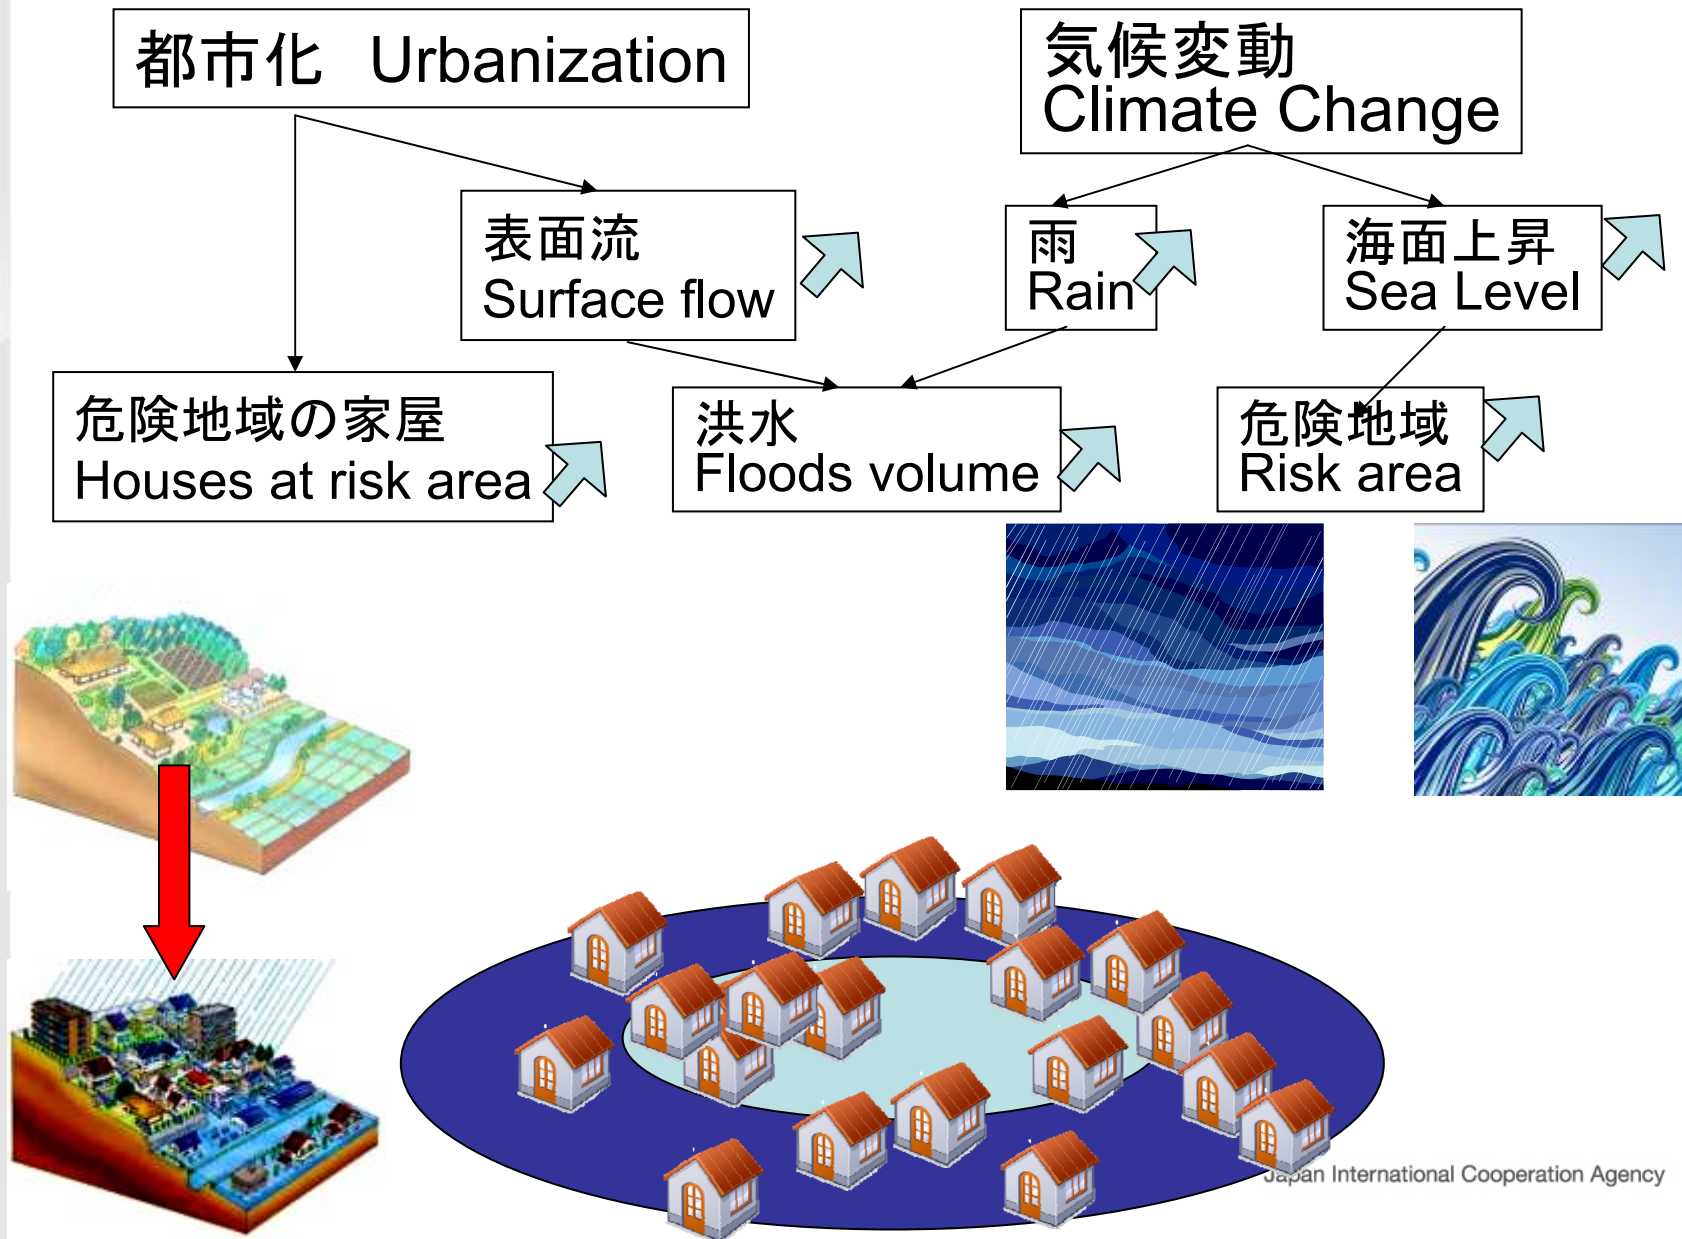 都市化 Urbanization
気候変動
Climate Change
表面流
Surface flow
雨
Rain
海面上昇
Sea Level
危険地域の家屋
Houses at risk area
洪水
Floods volume
危険地域
Risk area
Japan International Cooperation Agency